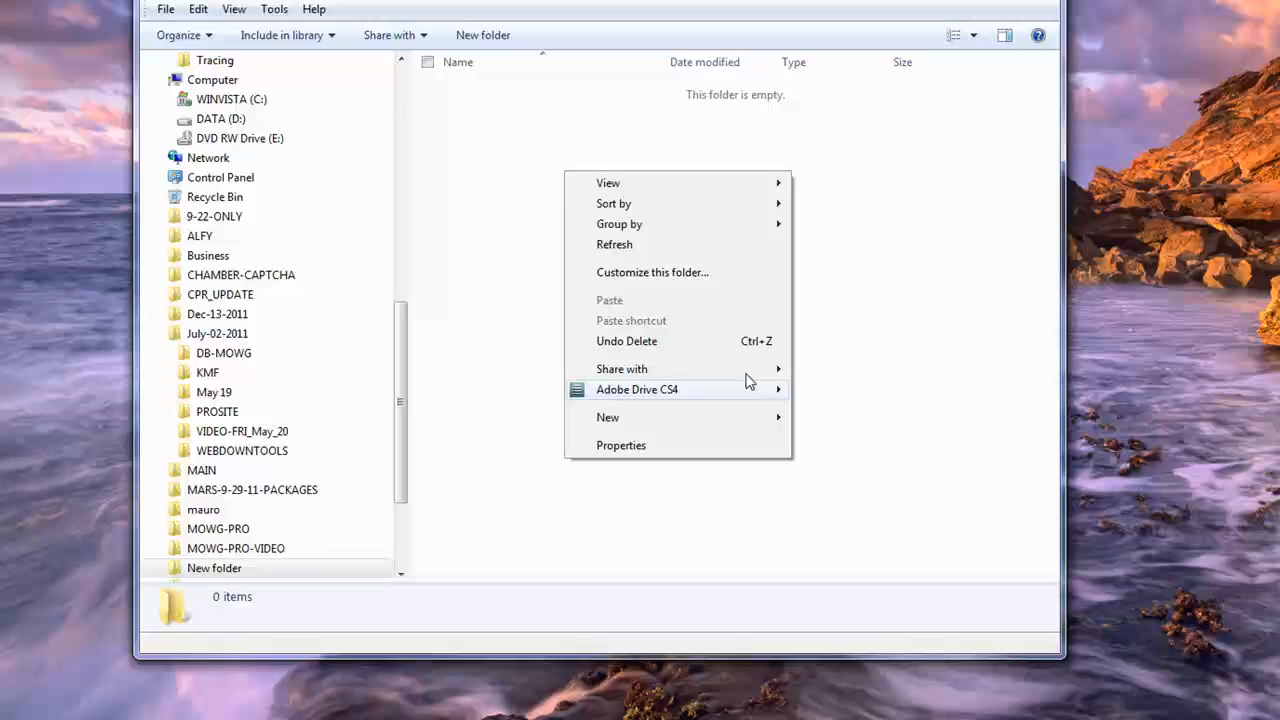 File Edit View Tools Help
Organize Include in library Share with New folder
Tracing
Computer
WINVISTA (C:)
DATA (D:)
DVD RW Drive (E:)
Network
Control Panel
Recycle Bin
9-22-ONLY
ALFY
Business
CHAMBER-CAPTCHA
CPR_UPDATE
Dec-13-2011
July-02-2011
DB-MOWG
KMF
May 19
PROSITE
VIDEO-FRI_May_20
WEBDOWNTOOLS
MAIN
MARS-9-29-11-PACKAGES
mauro
MOWG-PRO
MOWG-PRO-VIDEO
New folder
Name Date modified Type Size
This folder is empty.
View
Sort by
Group by
Refresh
Customize this folder...
Paste
Paste shortcut
Undo Delete Ctrl+Z
Share with
Adobe Drive CS4
New
Properties
0 items